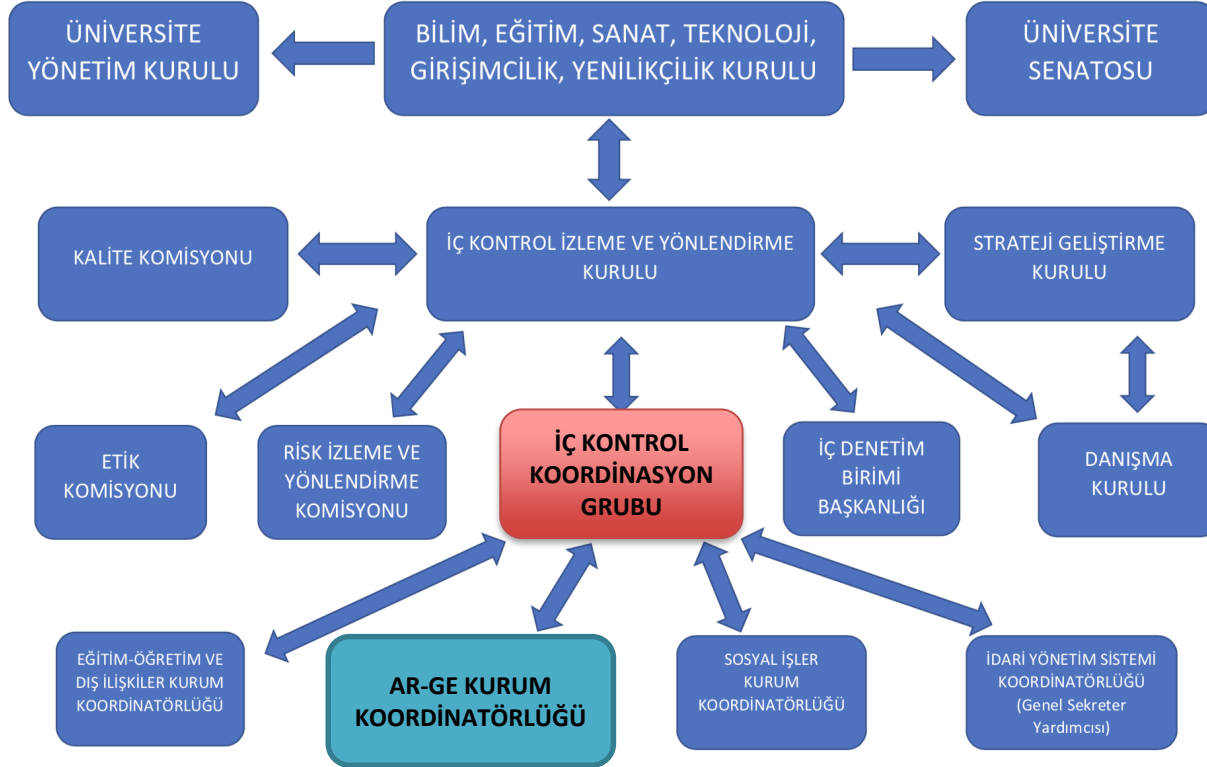 ÜNİVERSİTE
YÖNETİM KURULU
BİLİM, EĞİTİM, SANAT, TEKNOLOJİ,
GİRİŞİMCİLİK, YENİLİKÇİLİK KURULU
ÜNİVERSİTE
SENATOSU
KALİTE KOMİSYONU
İÇ KONTROL İZLEME VE YÖNLENDİRME
KURULU
STRATEJİ GELİŞTİRME
KURULU
ETİK
KOMİSYONU
RİSK İZLEME VE
YÖNLENDİRME
KOMİSYONU
İÇ KONTROL
KOORDİNASYON
GRUBU
İÇ DENETİM
BİRİMİ
BAŞKANLIĞI
DANIŞMA
KURULU
EĞİTİM-ÖĞRETİM VE
DIŞ İLİŞKİLER KURUM
KOORDİNATÖRLÜĞÜ
AR-GE KURUM
KOORDİNATÖRLÜĞÜ
SOSYAL İŞLER
KURUM
KOORDİNATÖRLÜĞÜ
İDARİ YÖNETİM SİSTEMİ
KOORDİNATÖRLÜĞÜ
(Genel Sekreter
Yardımcısı)